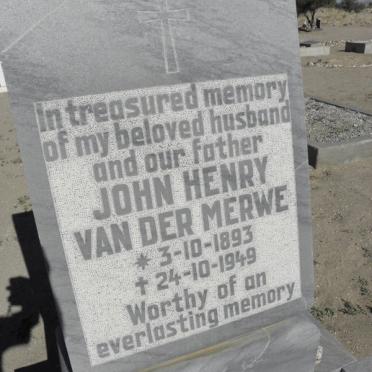 In treasured memory
of my beloved husband
and our father
JOHN HENRY
VAN DER MERWE
* 3-10-1893
† 24-10-1949
Worthy of an
everlasting memory